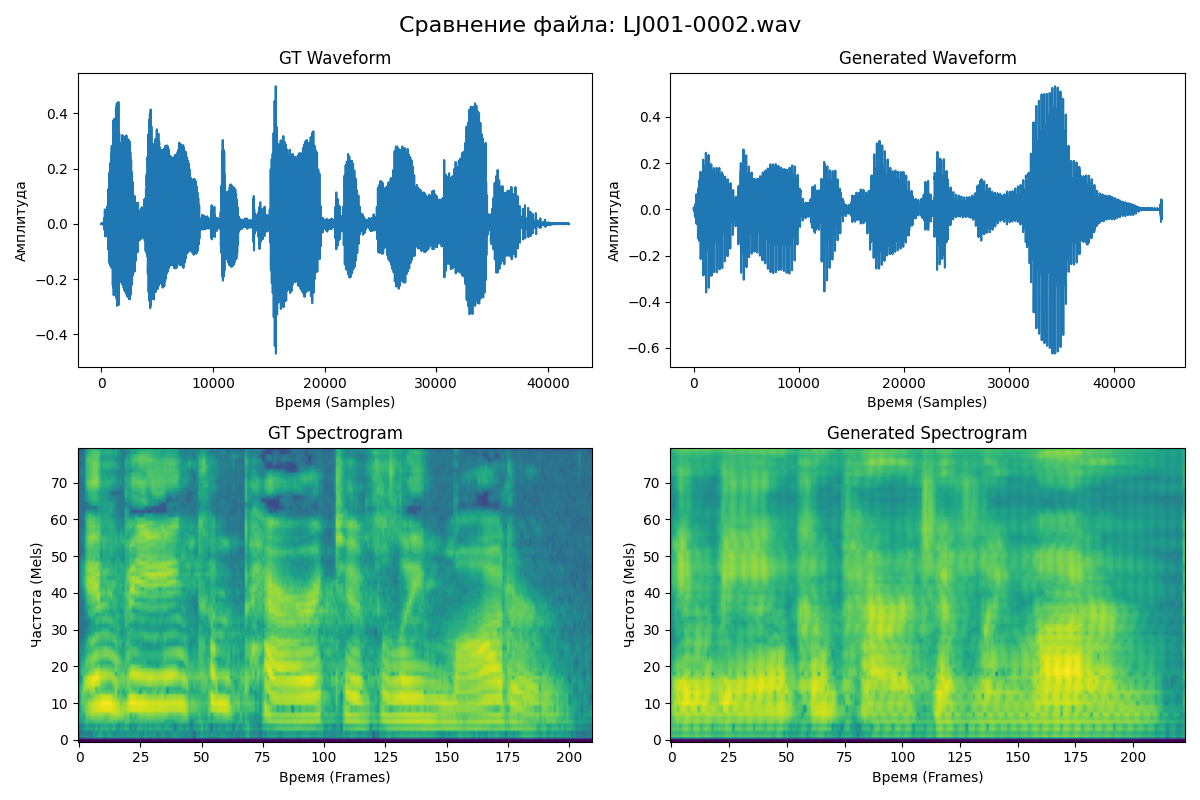 Сравнение файла: LJ001-0002.wav
GT Waveform
Амплитуда
0.4
0.2
0.0
−0.2
−0.4
0 10000 20000 30000 40000
Время (Samples)
Generated Waveform
Амплитуда
0.4
0.2
0.0
−0.2
−0.4
−0.6
0 10000 20000 30000 40000
Время (Samples)
GT Spectrogram
Частота (Mels)
70
60
50
40
30
20
10
0
0 25 50 75 100 125 150 175 200
Время (Frames)
Generated Spectrogram
Частота (Mels)
70
60
50
40
30
20
10
0
0 25 50 75 100 125 150 175 200
Время (Frames)